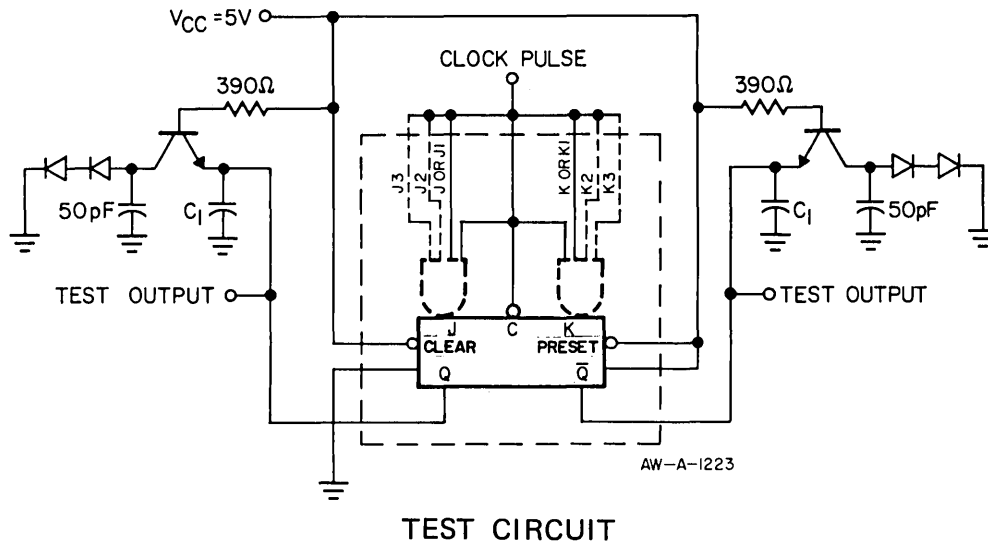 VCC=5V
CLOCK PULSE
390Ω
390Ω
J3
J2
J OR J1
K OR K1
K2
K3
50pF
C1
C1
50pF
TEST OUTPUT
TEST OUTPUT
J
C
K
CLEAR
PRESET
Q
Q̅
AW-A-1223
TEST CIRCUIT